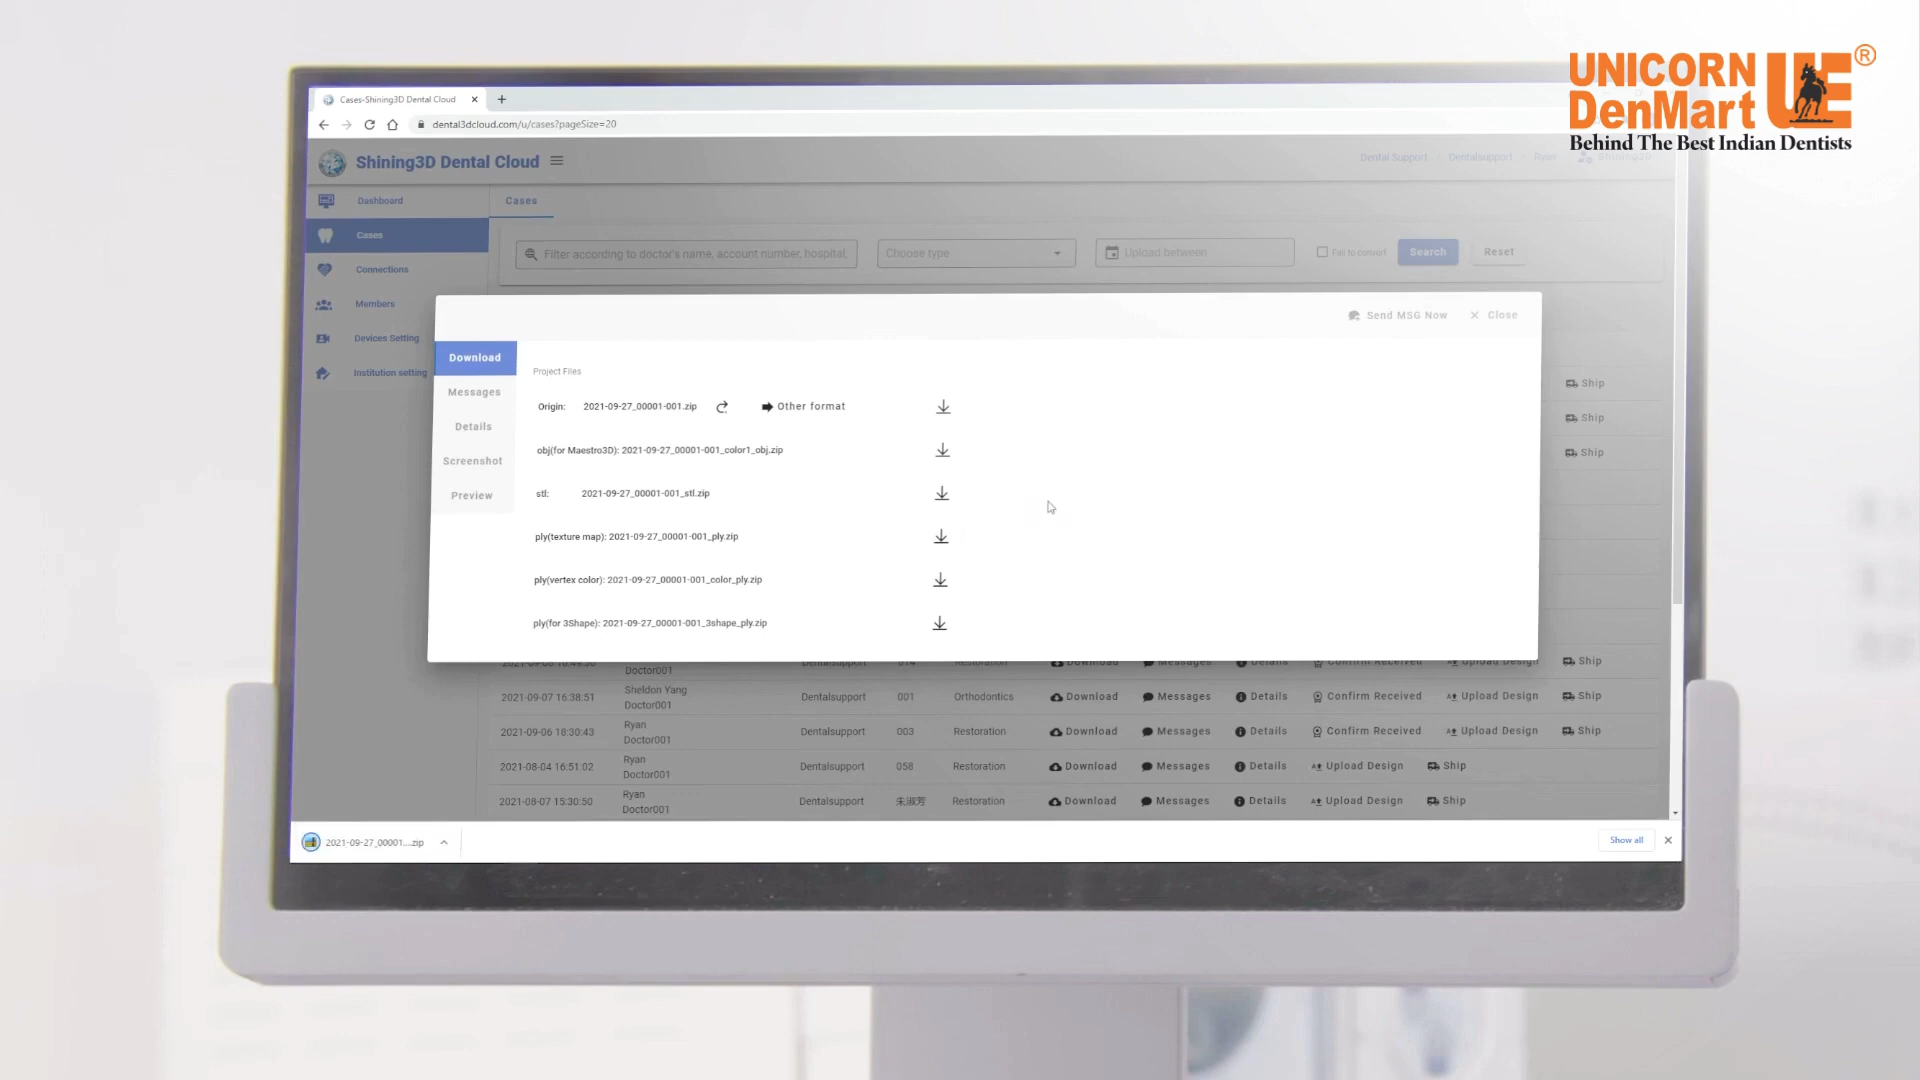 UNICORN
DenMart UE ®
Behind The Best Indian Dentists
Cases-Shining3D Dental Cloud
dental3dcloud.com/u/cases?pageSize=20
Shining3D Dental Cloud
Dental Support Dentalsupport Ryan
Dashboard
Cases
Connections
Members
Devices Setting
Institution setting
Cases
Filter according to doctor's name, account number, hospital,
Choose type
Upload between
Fail to convert
Search
Reset
Send MSG Now
Close
Download
Messages
Details
Screenshot
Preview
Project Files
Origin: 2021-09-27_00001-001.zip Other format
obj(for Maestro3D): 2021-09-27_00001-001_color1_obj.zip
stl: 2021-09-27_00001-001_stl.zip
ply(texture map): 2021-09-27_00001-001_ply.zip
ply(vertex color): 2021-09-27_00001-001_color_ply.zip
ply(for 3Shape): 2021-09-27_00001-001_3shape_ply.zip
Ship
Ship
Ship
Doctor001 Dentalsupport Restoration Download Messages Details Confirm Received Upload Design Ship
2021-09-07 16:38:51 Sheldon Yang Doctor001 Dentalsupport 001 Orthodontics Download Messages Details Confirm Received Upload Design Ship
2021-09-06 18:30:43 Ryan Doctor001 Dentalsupport 003 Restoration Download Messages Details Confirm Received Upload Design Ship
2021-08-04 16:51:02 Ryan Doctor001 Dentalsupport 058 Restoration Download Messages Details Upload Design Ship
2021-08-07 15:30:50 Ryan Doctor001 Dentalsupport 朱淑芳 Restoration Download Messages Details Upload Design Ship
2021-09-27_00001....zip
Show all